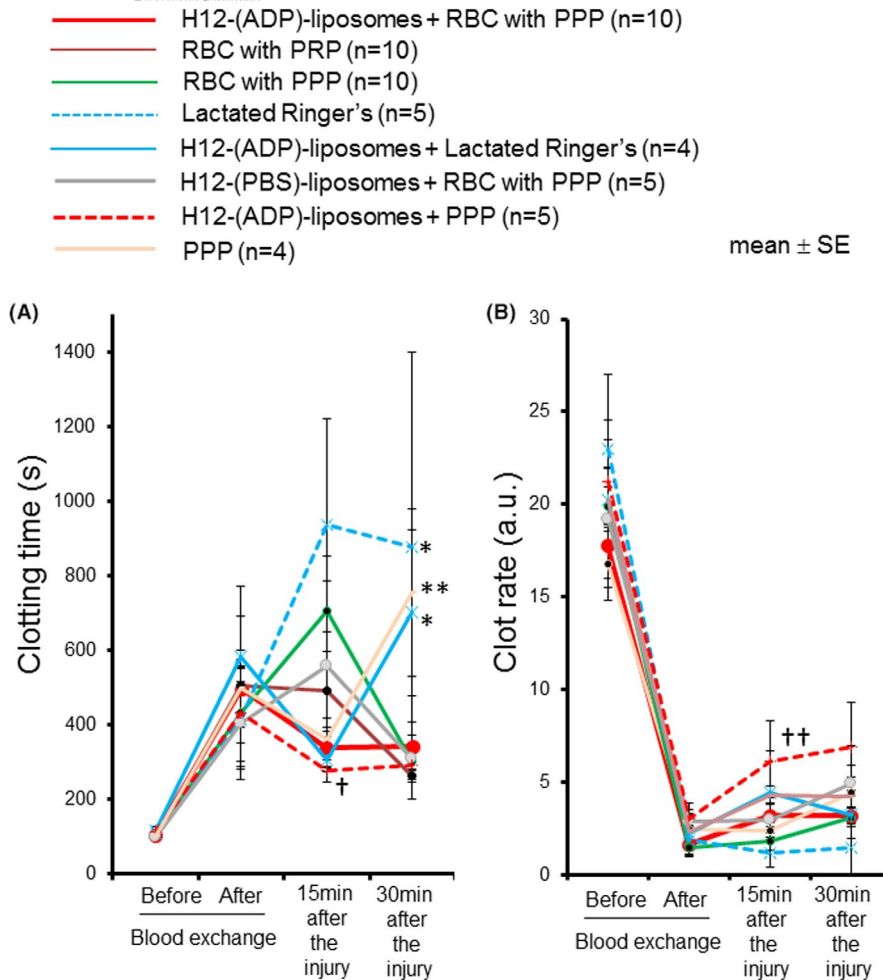 H12-(ADP)-liposomes + RBC with PPP (n=10)
RBC with PRP (n=10)
RBC with PPP (n=10)
Lactated Ringer's (n=5)
H12-(ADP)-liposomes + Lactated Ringer's (n=4)
H12-(PBS)-liposomes + RBC with PPP (n=5)
H12-(ADP)-liposomes + PPP (n=5)
PPP (n=4)
mean ± SE
(A)
Clotting time (s)
1400
1200
1000
800
600
400
200
0
*
**
*
†
Before
After
15min after the injury
30min after the injury
Blood exchange
(B)
Clot rate (a.u.)
30
25
20
15
10
5
0
††
Before
After
15min after the injury
30min after the injury
Blood exchange